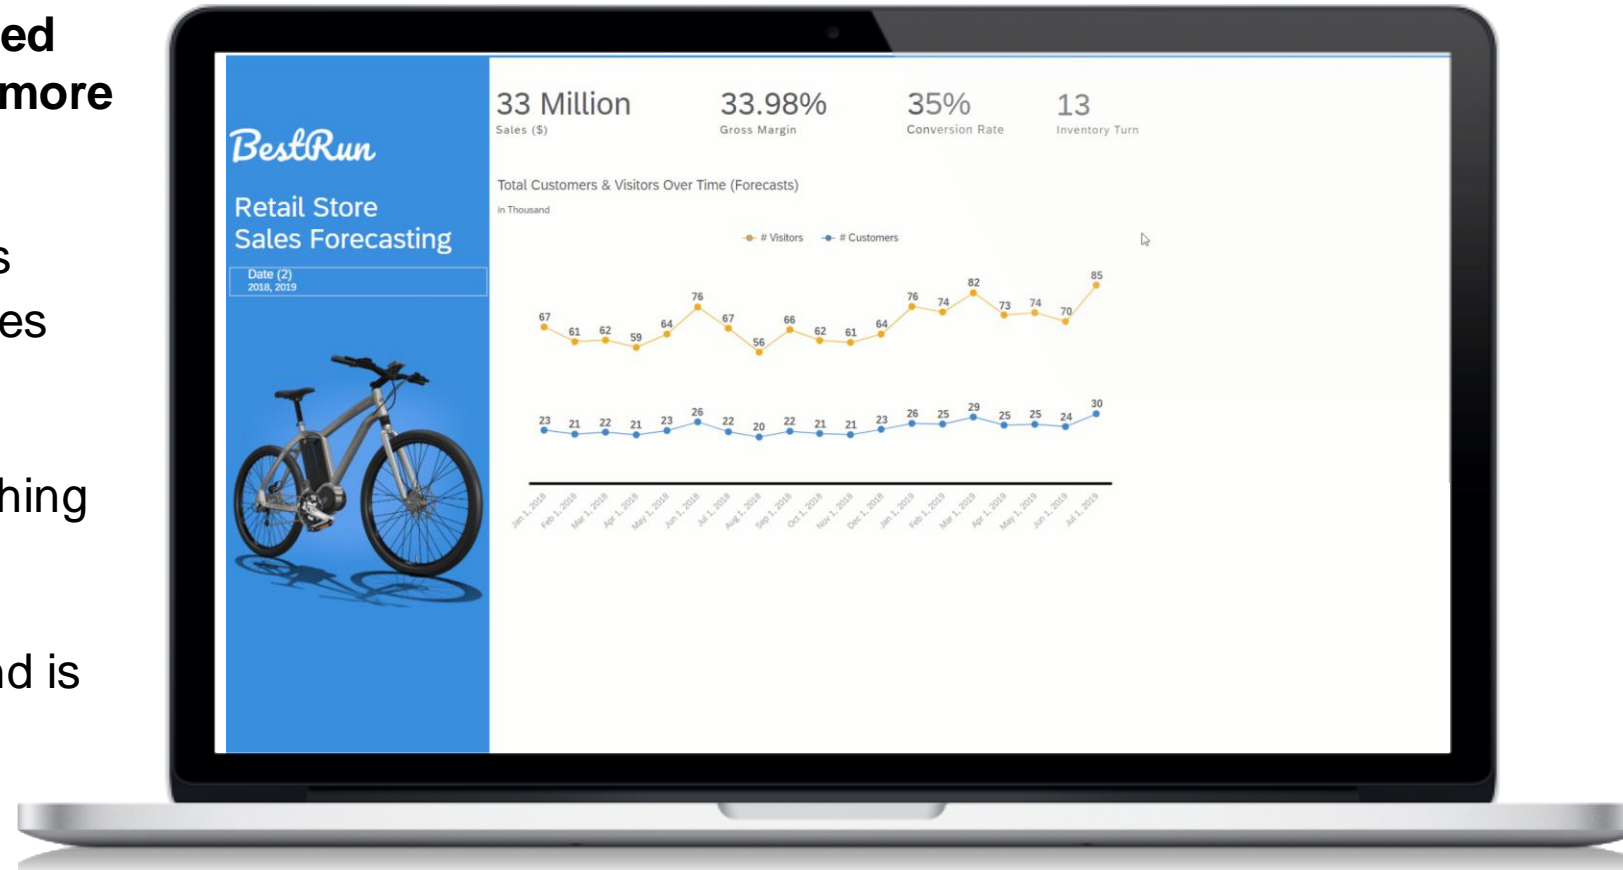 ed
more
s
es
hing
nd is
BestRun
Retail Store
Sales Forecasting
Date (2)
2018, 2019
33 Million
Sales ($)
33.98%
Gross Margin
35%
Conversion Rate
13
Inventory Turn
Total Customers & Visitors Over Time (Forecasts)
in Thousand
# Visitors # Customers
67 61 62 59 64 76 67 56 66 62 61 64 76 74 82 73 74 70 85
23 21 22 21 23 26 22 20 22 21 21 23 26 25 29 25 25 24 30
Jan 1, 2018 Feb 1, 2018 Mar 1, 2018 Apr 1, 2018 May 1, 2018 Jun 1, 2018 Jul 1, 2018 Aug 1, 2018 Sep 1, 2018 Oct 1, 2018 Nov 1, 2018 Dec 1, 2018 Jan 1, 2019 Feb 1, 2019 Mar 1, 2019 Apr 1, 2019 May 1, 2019 Jun 1, 2019 Jul 1, 2019